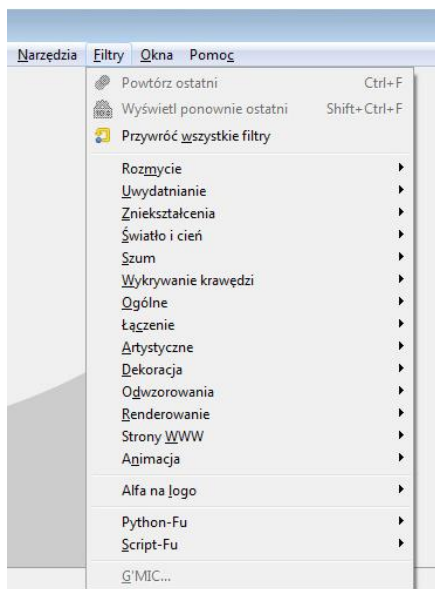 Narzędzia Filtry Okna Pomoc
Powtórz ostatni Ctrl+F
Wyświetl ponownie ostatni Shift+Ctrl+F
Przywróć wszystkie filtry
Rozmycie
Uwydatnianie
Zniekształcenia
Światło i cień
Szum
Wykrywanie krawędzi
Ogólne
Łączenie
Artystyczne
Dekoracja
Odwzorowania
Renderowanie
Strony WWW
Animacja
Alfa na logo
Python-Fu
Script-Fu
G'MIC...